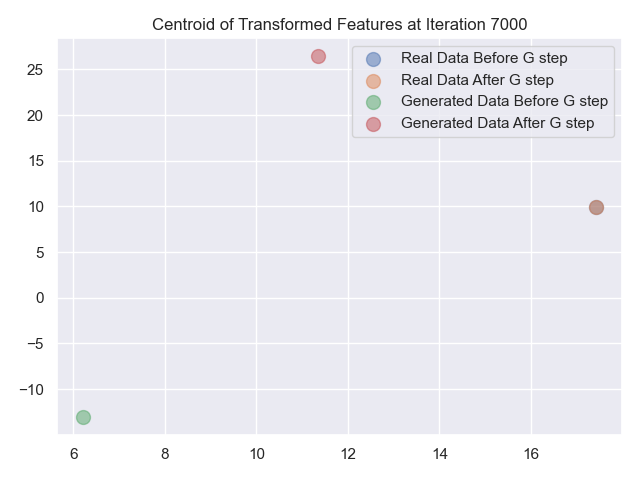 Centroid of Transformed Features at Iteration 7000
Real Data Before G step
Real Data After G step
Generated Data Before G step
Generated Data After G step
25
20
15
10
5
0
−5
−10
6
8
10
12
14
16